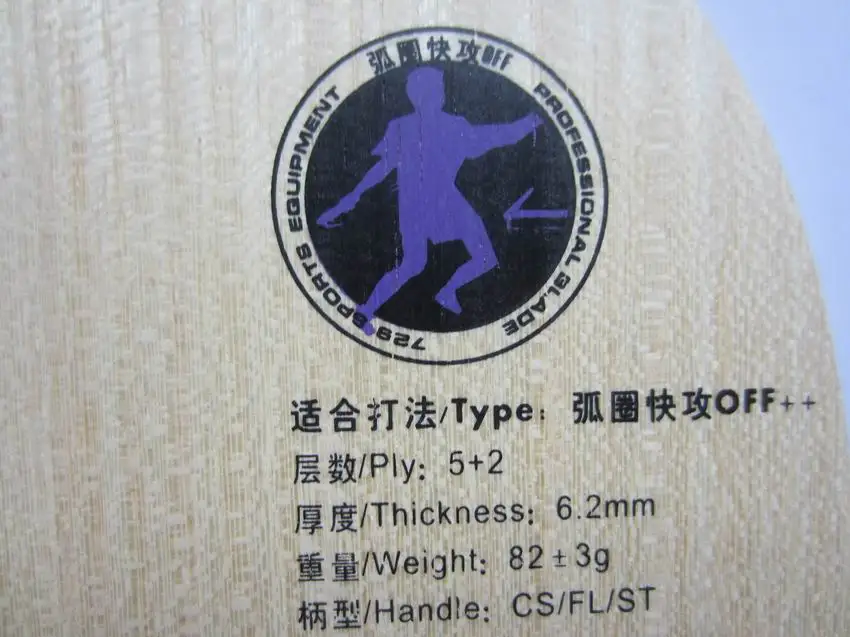 弧圈快攻OFF
729 SPORTS EQUIPMENT
PROFESSIONAL BLADE
适合打法/Type: 弧圈快攻OFF++
层数/Ply: 5+2
厚度/Thickness: 6.2mm
重量/Weight: 82±3g
柄型/Handle: CS/FL/ST